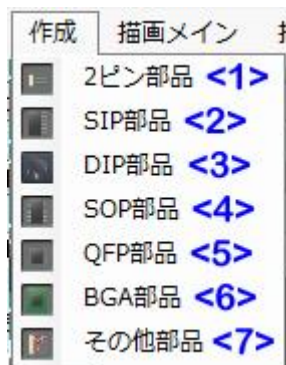 作成 描画メイン
2ピン部品 <1>
SIP部品 <2>
DIP部品 <3>
SOP部品 <4>
QFP部品 <5>
BGA部品 <6>
その他部品 <7>